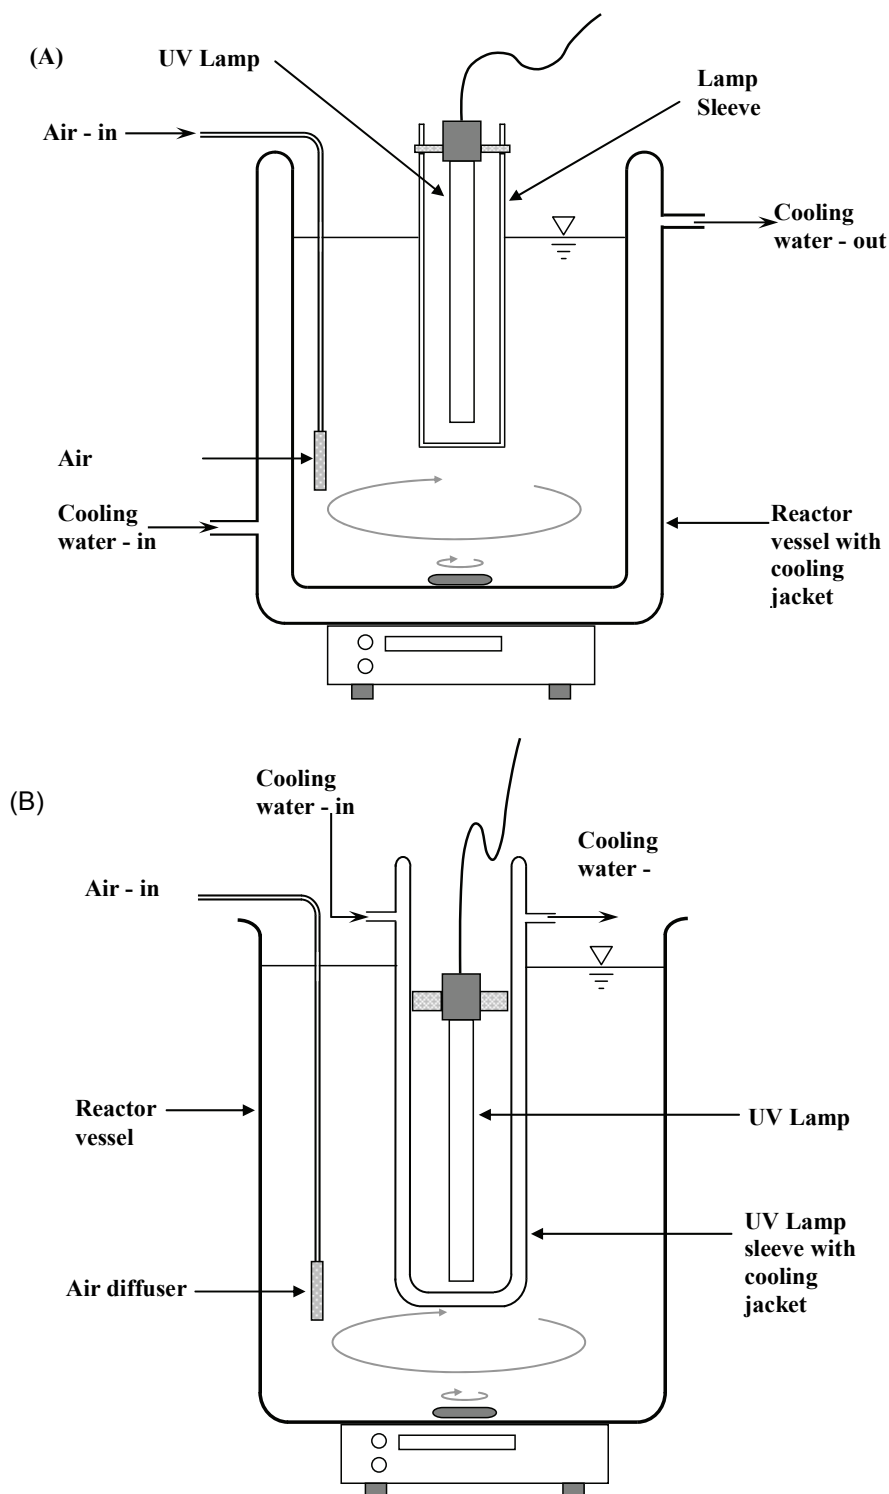 (A)
UV Lamp
Lamp
Sleeve
Air - in
Cooling
water - out
Air
Cooling
water - in
Reactor
vessel with
cooling
jacket
(B)
Cooling
water - in
Cooling
water -
Air - in
Reactor
vessel
UV Lamp
UV Lamp
sleeve with
cooling
jacket
Air diffuser